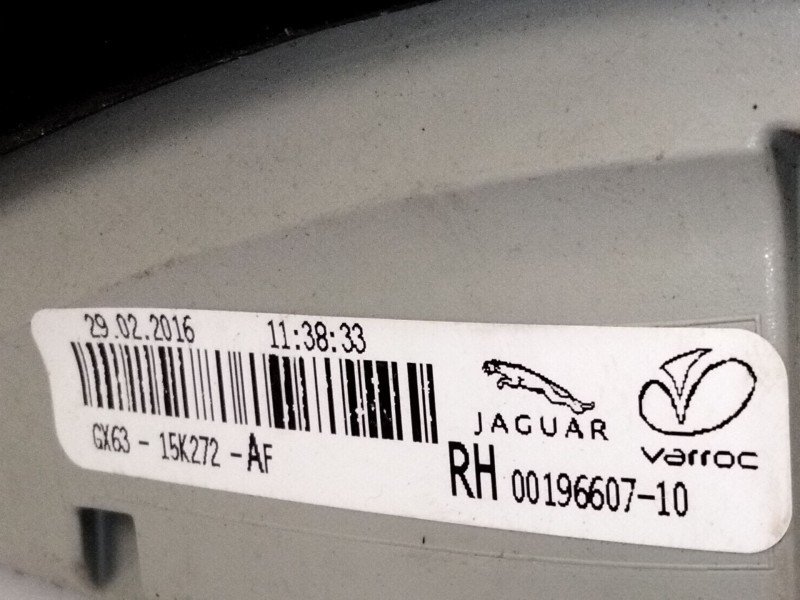 29.02.2016 11:38:33
GX63 - 15K272 - AF
JAGUAR
varroc
RH 00196607-10